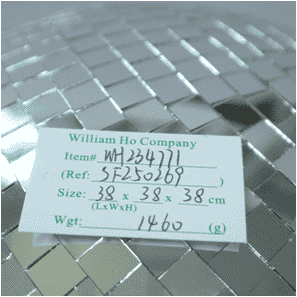 William Ho Company
Item# WH234771
(Ref: SF250269 )
Size: 38 x 38 x 38 cm
(LxWxH)
Wgt: 1460 (g)